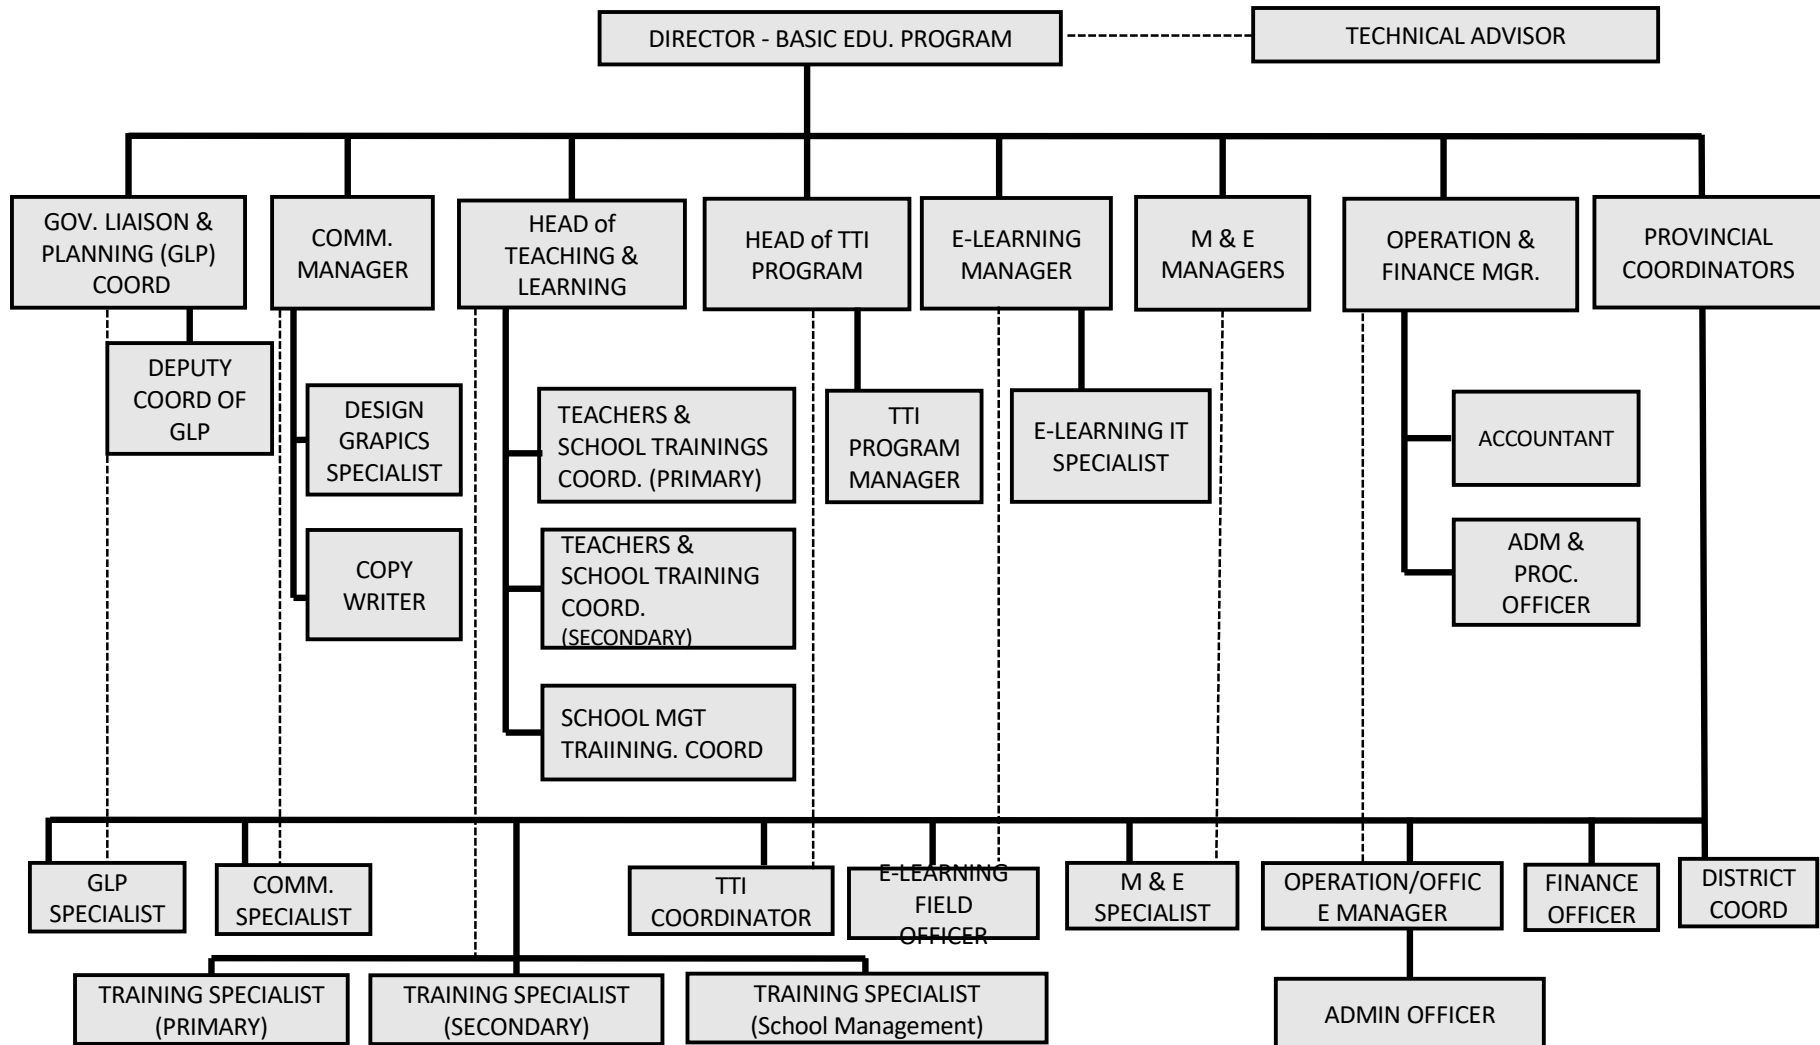 DIRECTOR - BASIC EDU. PROGRAM
TECHNICAL ADVISOR
GOV. LIAISON &
PLANNING (GLP)
COORD
COMM.
MANAGER
HEAD of
TEACHING &
LEARNING
HEAD of TTI
PROGRAM
E-LEARNING
MANAGER
M & E
MANAGERS
OPERATION &
FINANCE MGR.
PROVINCIAL
COORDINATORS
DEPUTY
COORD OF
GLP
DESIGN
GRAPICS
SPECIALIST
TEACHERS &
SCHOOL TRAININGS
COORD. (PRIMARY)
TTI
PROGRAM
MANAGER
E-LEARNING IT
SPECIALIST
ACCOUNTANT
COPY
WRITER
TEACHERS &
SCHOOL TRAINING
COORD.
(SECONDARY)
ADM &
PROC.
OFFICER
SCHOOL MGT
TRAIINING. COORD
GLP
SPECIALIST
COMM.
SPECIALIST
TTI
COORDINATOR
E-LEARNING
FIELD
OFFICER
M & E
SPECIALIST
OPERATION/OFFIC
E MANAGER
FINANCE
OFFICER
DISTRICT
COORD
TRAINING SPECIALIST
(PRIMARY)
TRAINING SPECIALIST
(SECONDARY)
TRAINING SPECIALIST
(School Management)
ADMIN OFFICER